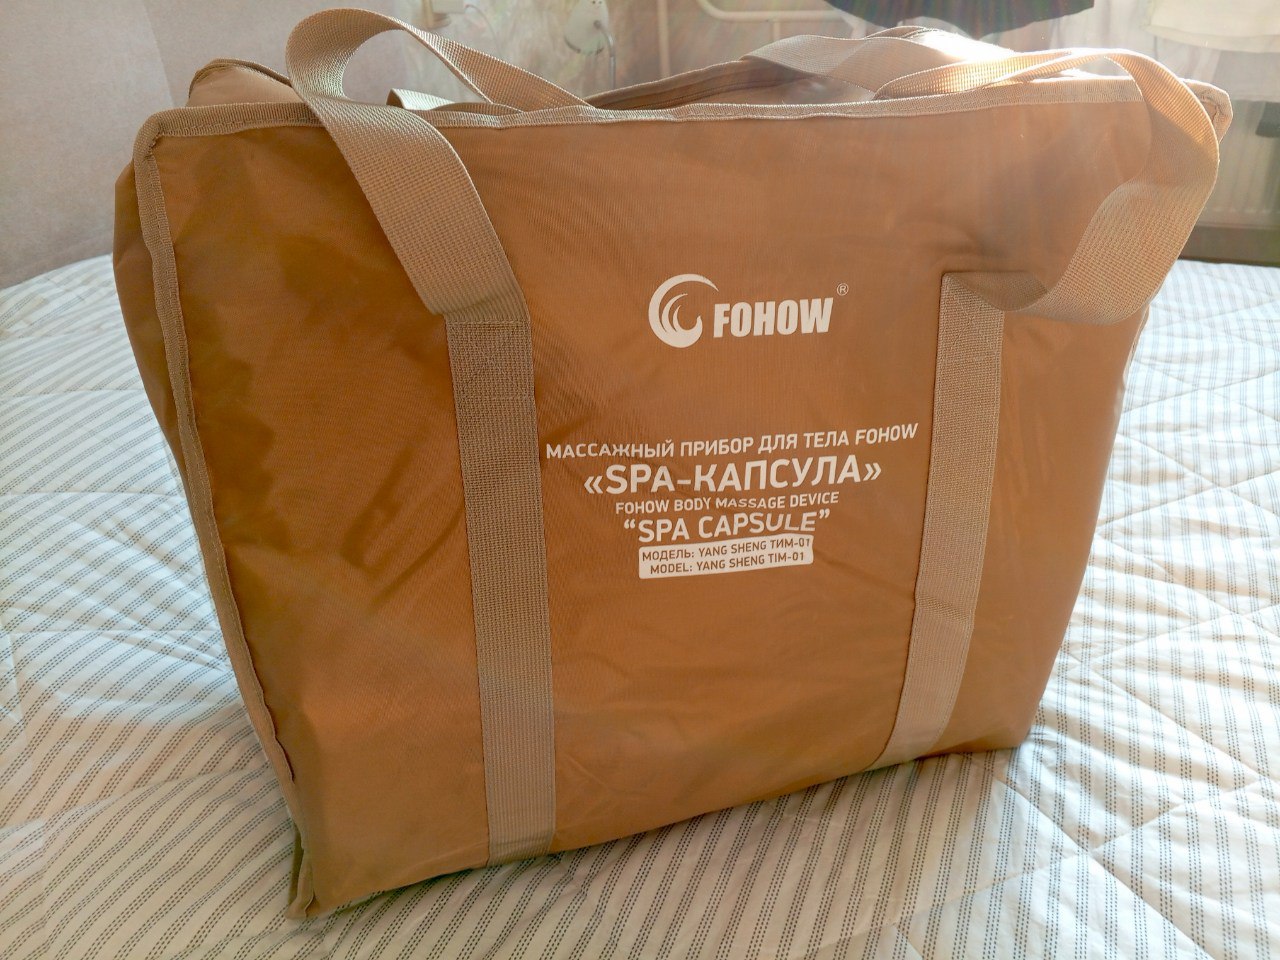 FOHOW®
МАССАЖНЫЙ ПРИБОР ДЛЯ ТЕЛА FOHOW
«SPA-КАПСУЛА»
FOHOW BODY MASSAGE DEVICE
“SPA CAPSULE”
МОДЕЛЬ: YANG SHENG ТИМ-01
MODEL: YANG SHENG TIM-01